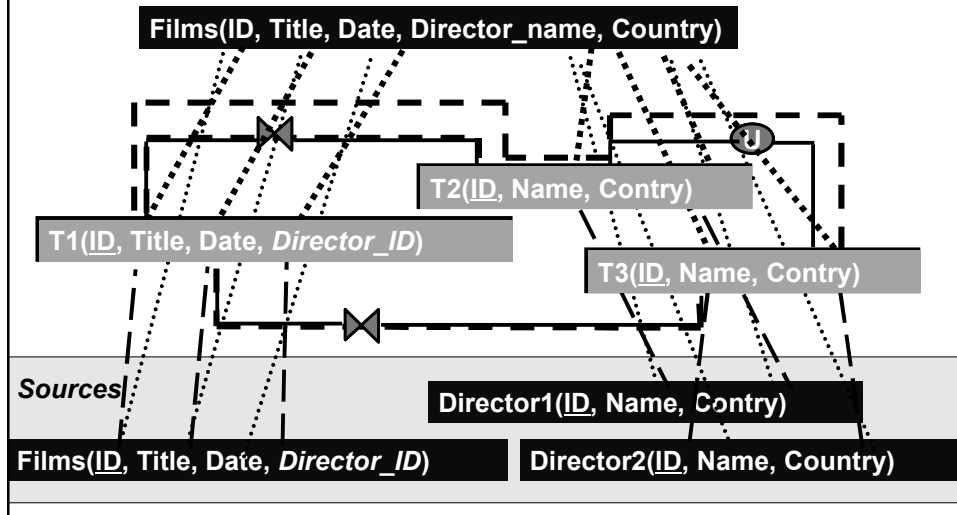 Films(ID, Title, Date, Director_name, Country)
U
T2(ID, Name, Contry)
T1(ID, Title, Date, Director_ID)
T3(ID, Name, Contry)
Sources
Director1(ID, Name, Contry)
Films(ID, Title, Date, Director_ID)
Director2(ID, Name, Country)